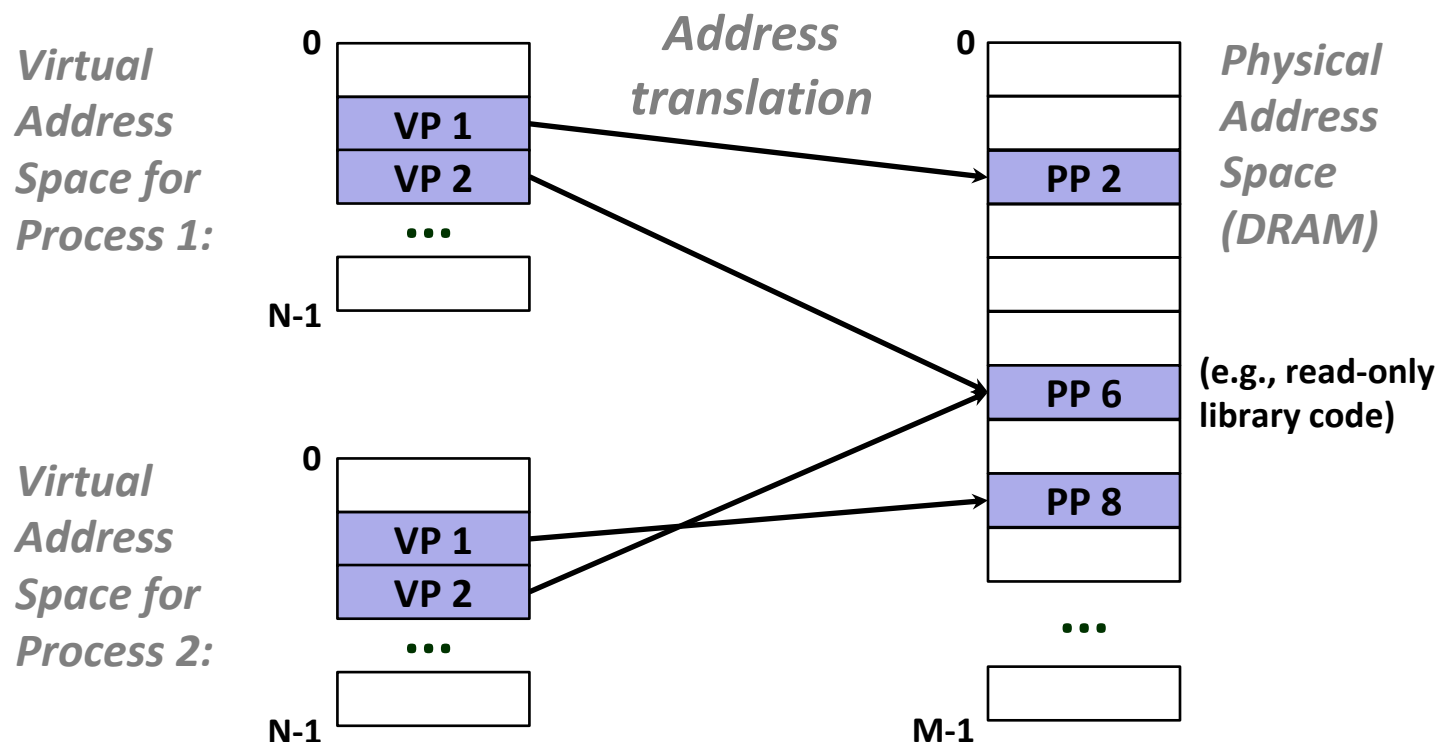 Virtual
Address
Space for
Process 1:
0
VP 1
VP 2
...
N-1
Address
translation
0
PP 2
PP 6
PP 8
...
M-1
Physical
Address
Space
(DRAM)
(e.g., read-only
library code)
Virtual
Address
Space for
Process 2:
0
VP 1
VP 2
...
N-1